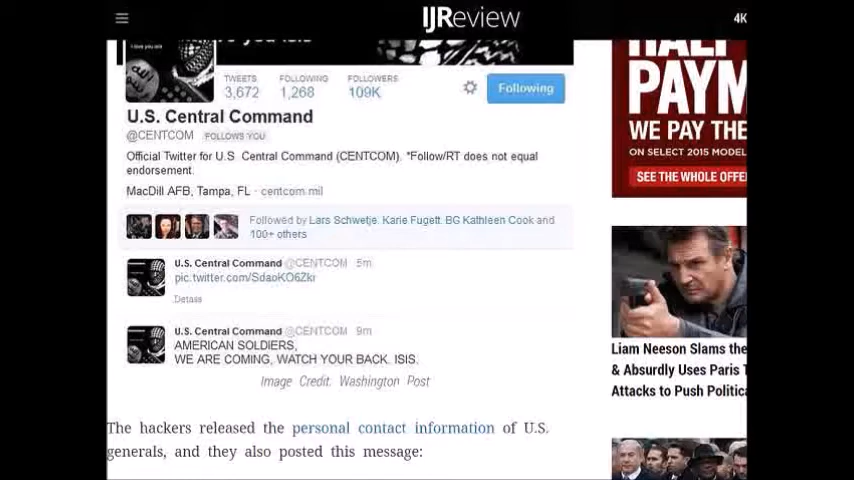 IJReview
4K
you isis
TWEETS FOLLOWING FOLLOWERS
3,672 1,268 109K
Following
U.S. Central Command
@CENTCOM FOLLOWS YOU
Official Twitter for U.S Central Command (CENTCOM). *Follow/RT does not equal
endorsement.
MacDill AFB, Tampa, FL · centcom.mil
Followed by Lars Schwetje, Karie Fugett, BG Kathleen Cook and
100+ others
U.S. Central Command @CENTCOM 5m
pic.twitter.com/SdaoKO6Zkr
Details
U.S. Central Command @CENTCOM 9m
AMERICAN SOLDIERS,
WE ARE COMING, WATCH YOUR BACK. ISIS.
Image Credit. Washington Post
The hackers released the personal contact information of U.S.
generals, and they also posted this message:
HALF
PAYM
WE PAY THE
ON SELECT 2015 MODEL
SEE THE WHOLE OFFE
Liam Neeson Slams the
& Absurdly Uses Paris T
Attacks to Push Politica